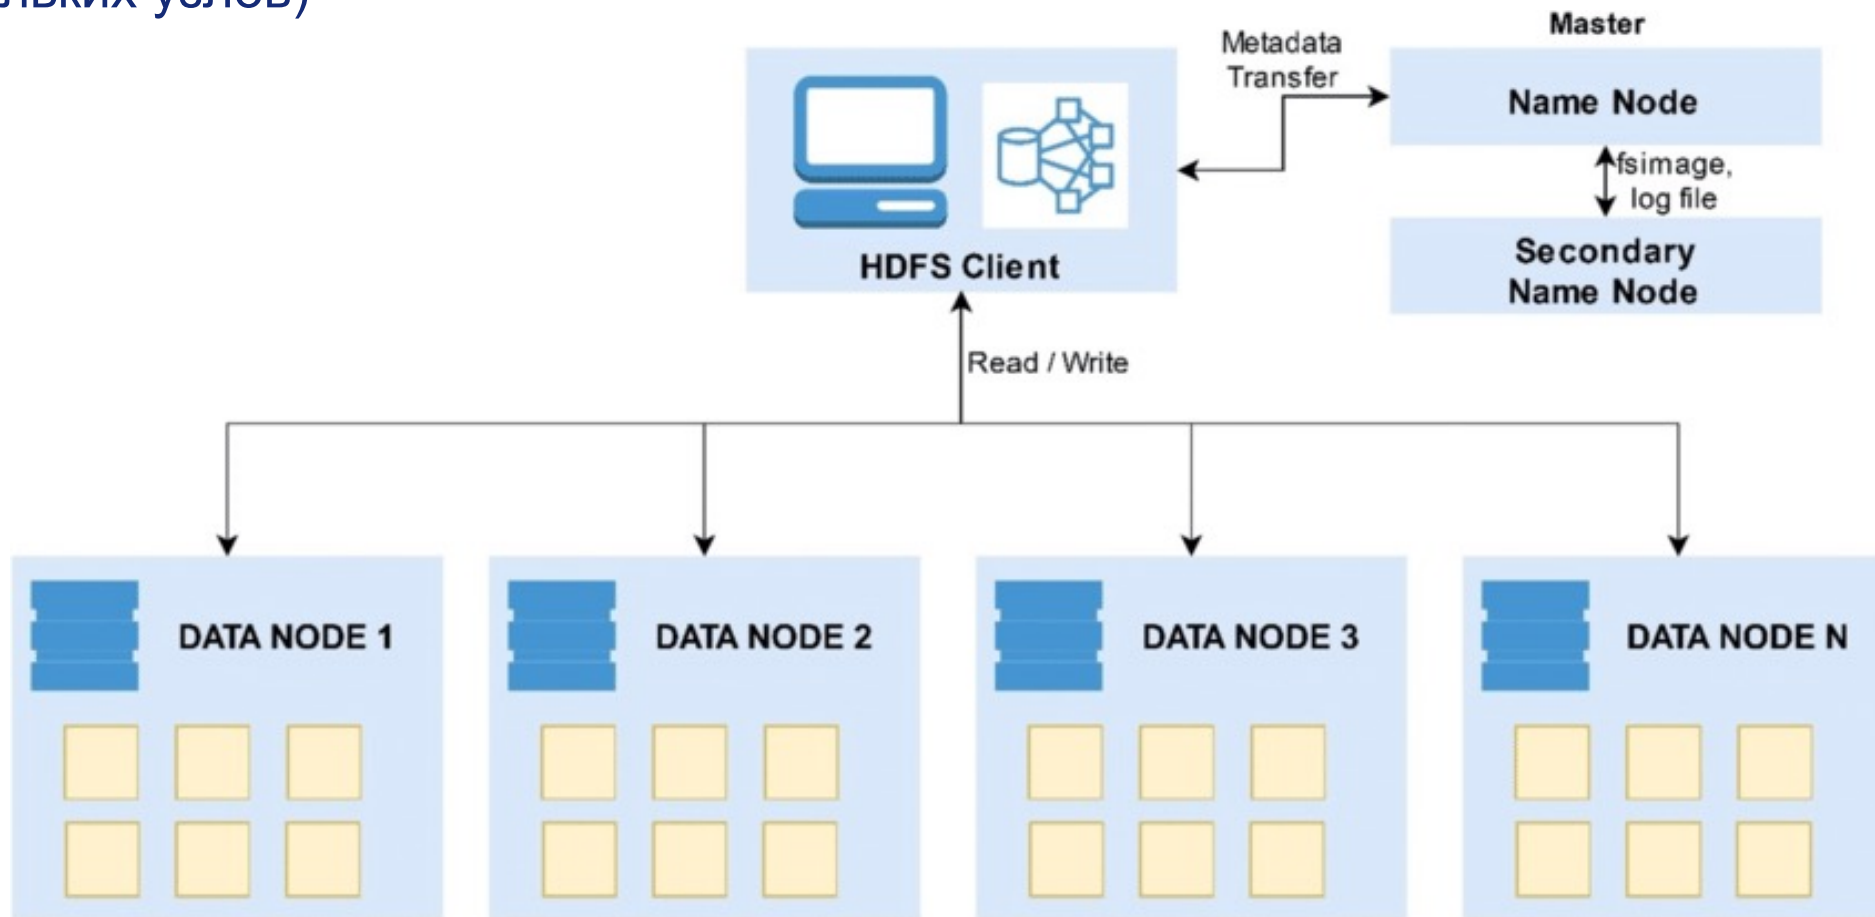 услов)
Master
Metadata
Transfer
Name Node
fsimage,
log file
HDFS Client
Secondary
Name Node
Read / Write
DATA NODE 1
DATA NODE 2
DATA NODE 3
DATA NODE N